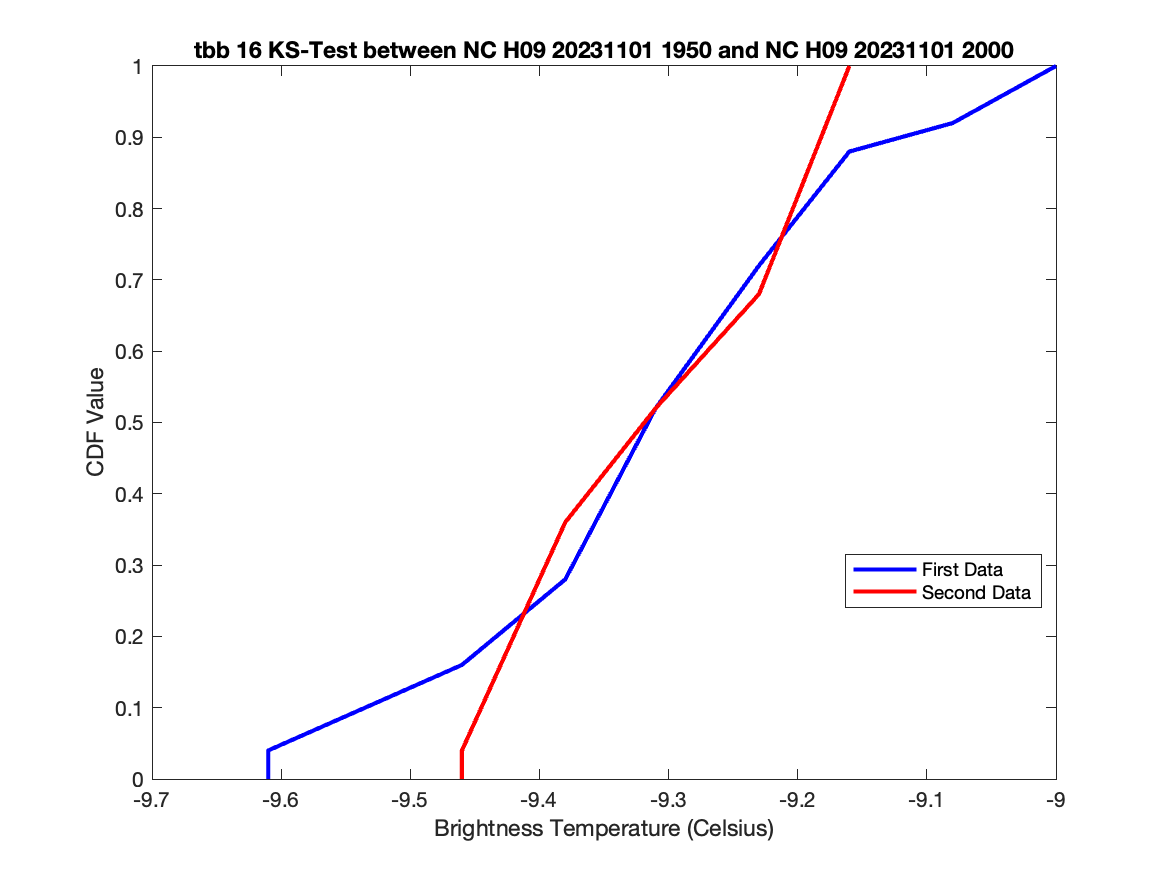 tbb 16 KS-Test between NC H09 20231101 1950 and NC H09 20231101 2000
1
0.9
0.8
0.7
0.6
0.5
0.4
0.3
0.2
0.1
0
CDF Value
First Data
Second Data
-9.7 -9.6 -9.5 -9.4 -9.3 -9.2 -9.1 -9
Brightness Temperature (Celsius)